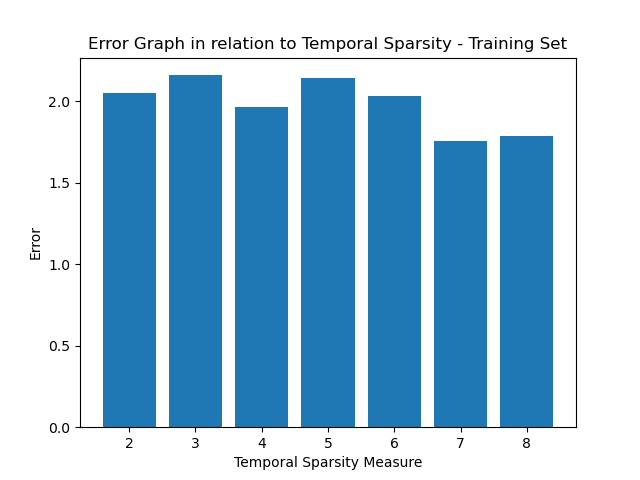 Error Graph in relation to Temporal Sparsity - Training Set
2.0
1.5
1.0
0.5
0.0
Error
2 3 4 5 6 7 8
Temporal Sparsity Measure